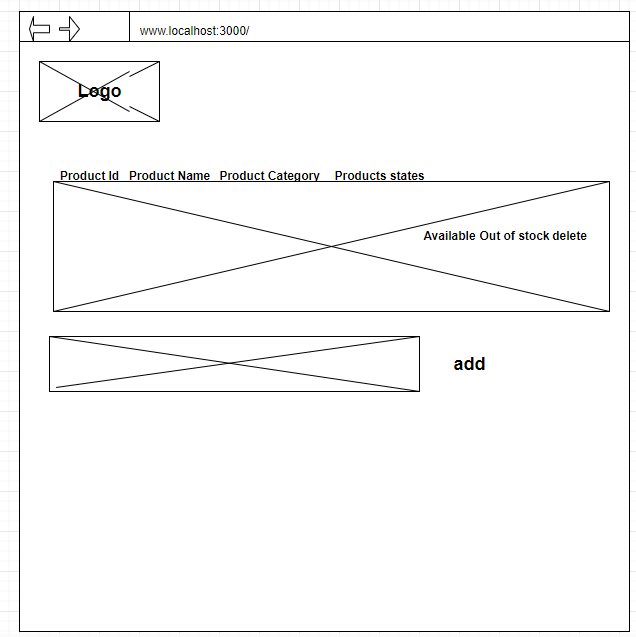 www.localhost:3000/
Logo
Product Id Product Name Product Category Products states
Available Out of stock delete
add